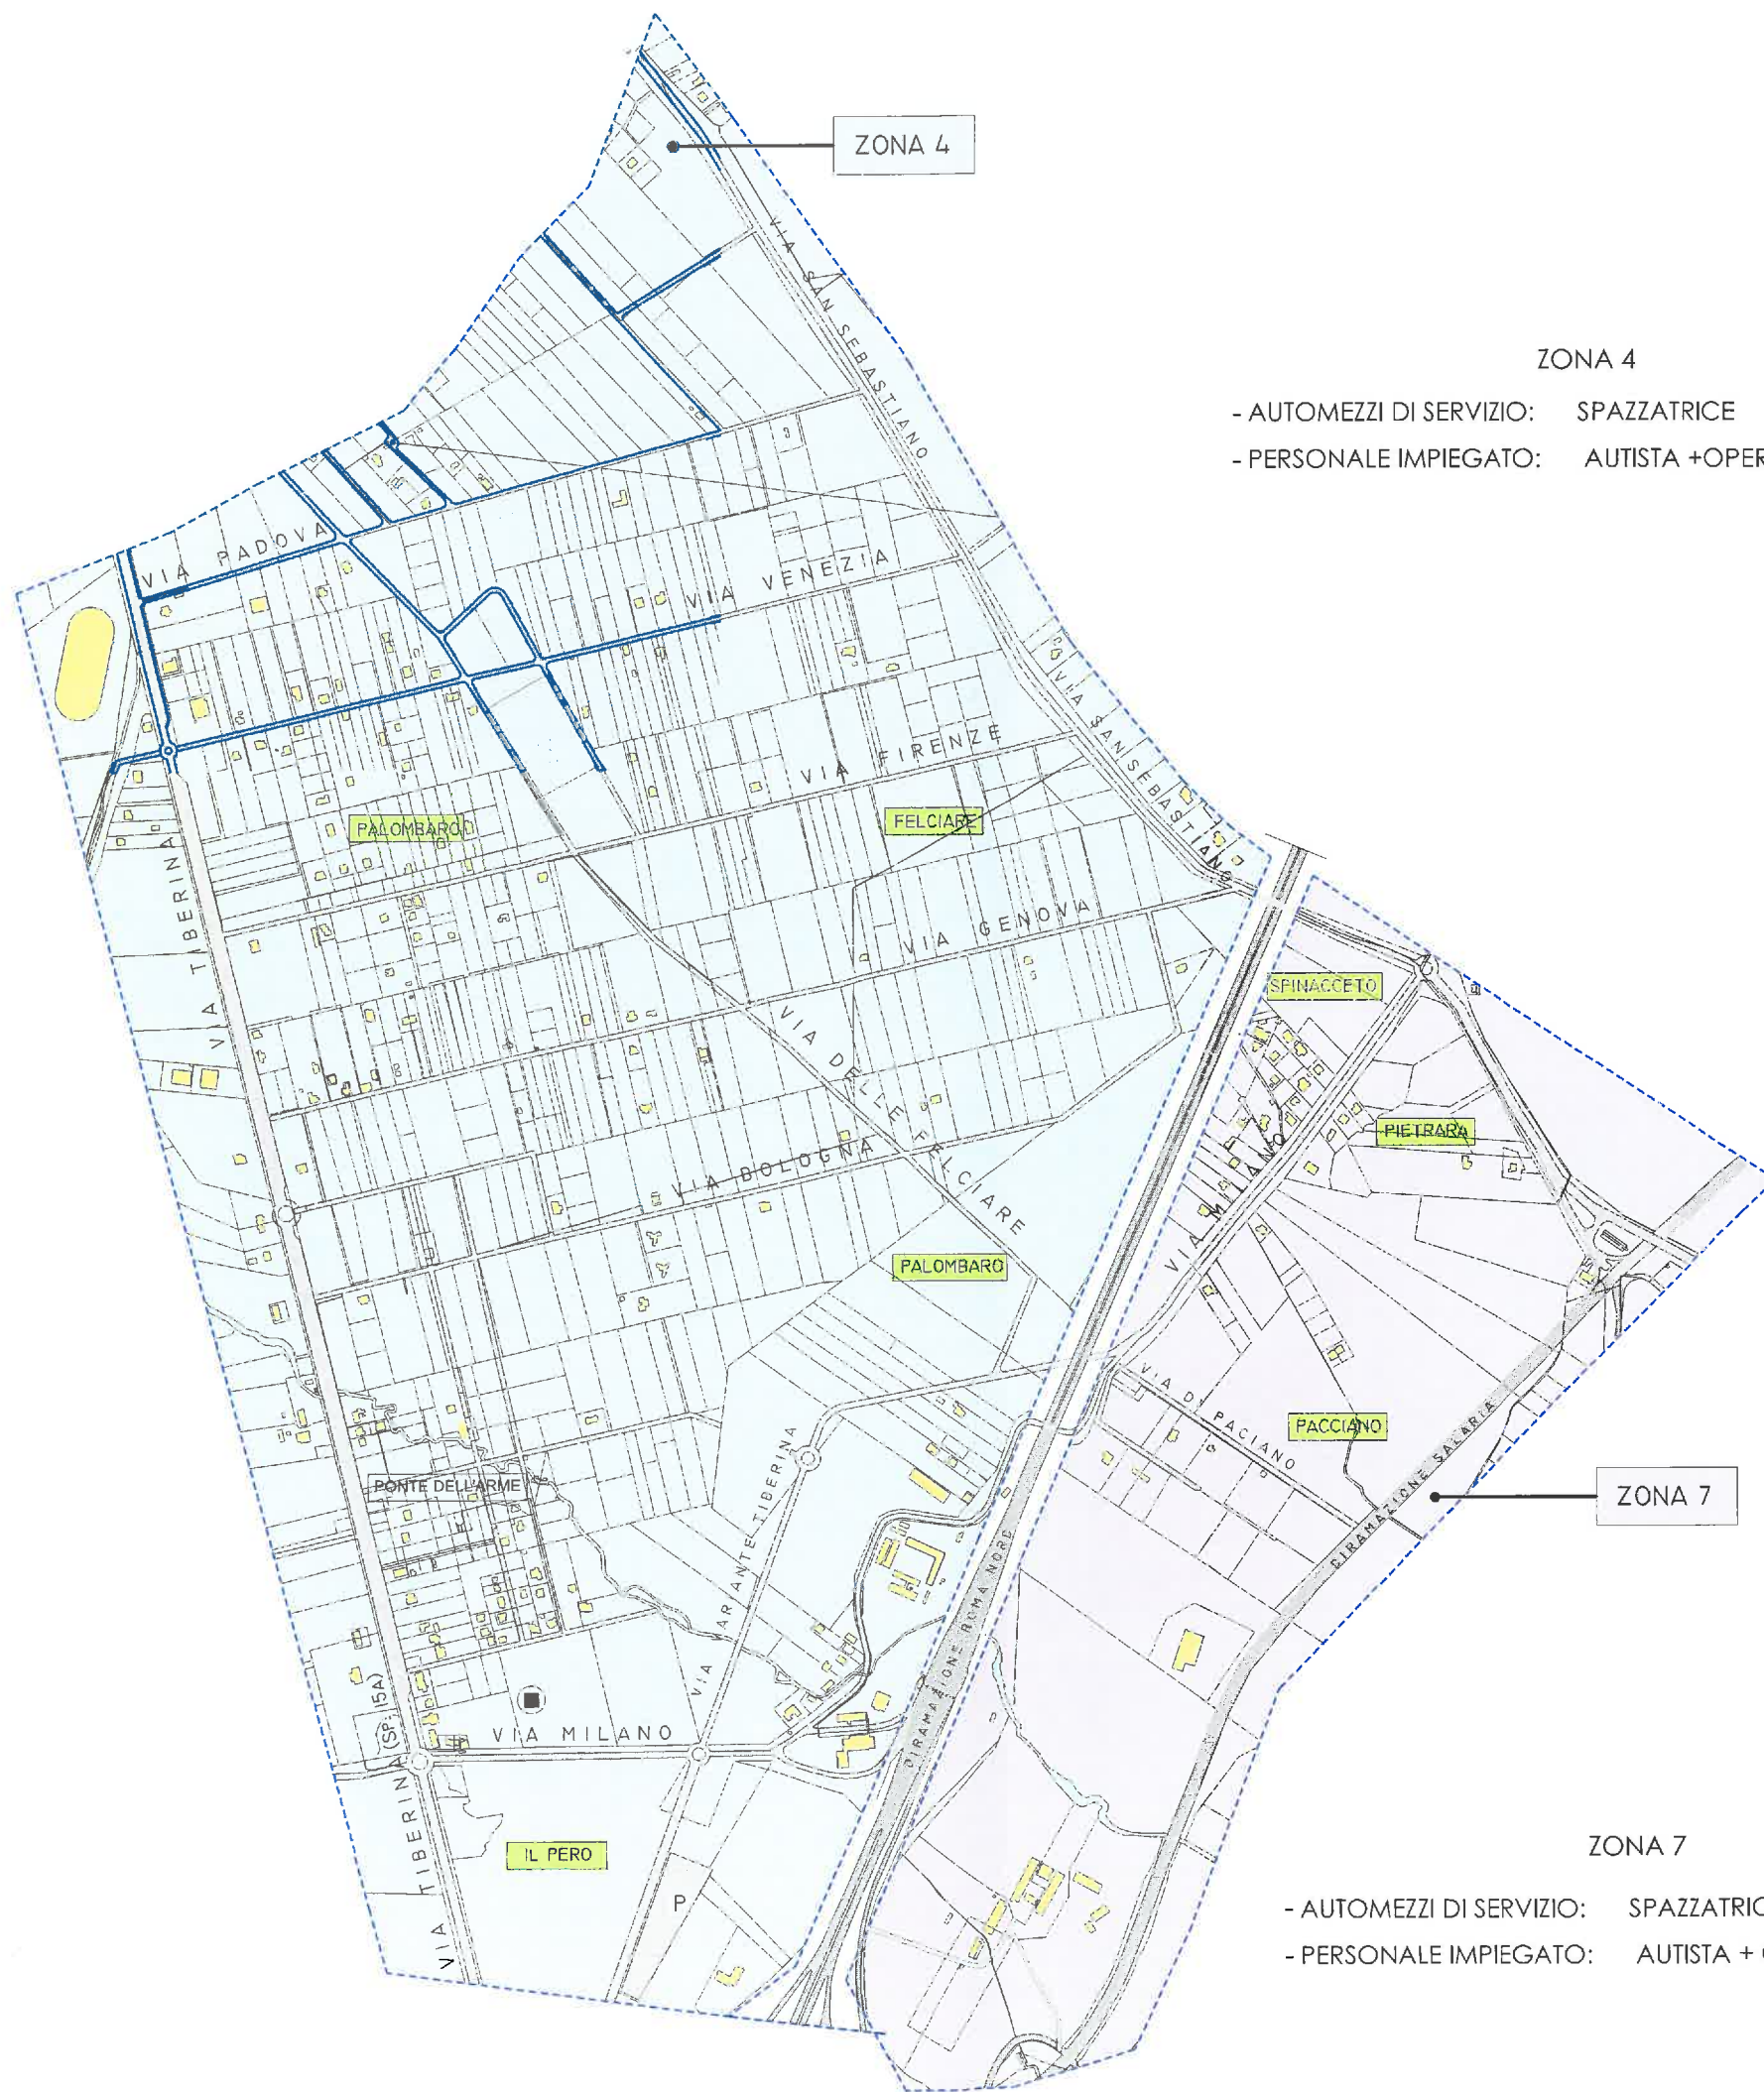 ZONA 4
VIA SAN SEBASTIANO
ZONA 4
- AUTOMEZZI DI SERVIZIO: SPAZZATRICE
- PERSONALE IMPIEGATO: AUTISTA +OPER
VIA PADOVA
VIA VENEZIA
VIA SAN SEBASTIANO
VIA FIRENZE
PALOMBARO
FELCIARE
VIA TIBERINA
VIA GENOVA
SPINACCETO
VIA DELLE FELCIARE
PIETRARA
VIA BOLOGNA
VIA MILANO
PALOMBARO
VIA DI PACIANO
PACCIANO
CIRAMAZIONE SALARIA
PONTE DELL'ARME
VIA VARIANTE TIBERINA
ZONA 7
DIRAMAZIONE ROMA NORD
VIA MILANO
VIA TIBERINA (SP. 15A)
IL PERO
P
ZONA 7
- AUTOMEZZI DI SERVIZIO: SPAZZATRIC
- PERSONALE IMPIEGATO: AUTISTA +